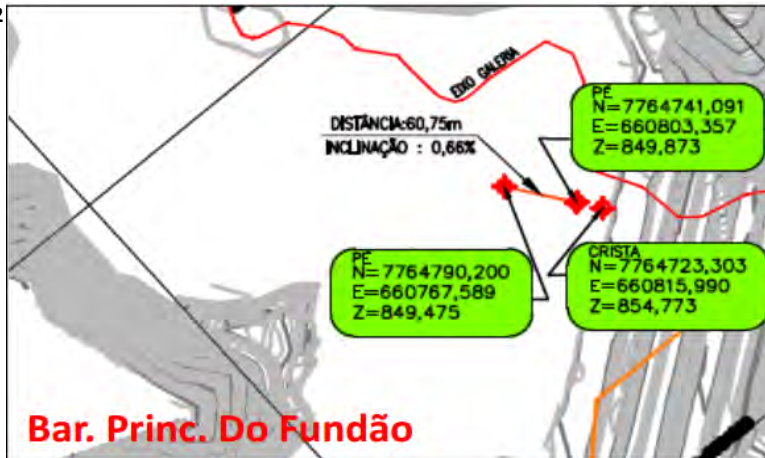 2
EIXO GALERIA
DISTÂNCIA:60,75m
INCLINAÇÃO : 0,66%
PÉ
N=7764741,091
E=660803,357
Z=849,873
PÉ
N=7764790,200
E=660767,589
Z=849,475
CRISTA
N=7764723,303
E=660815,990
Z=854,773
Bar. Princ. Do Fundão